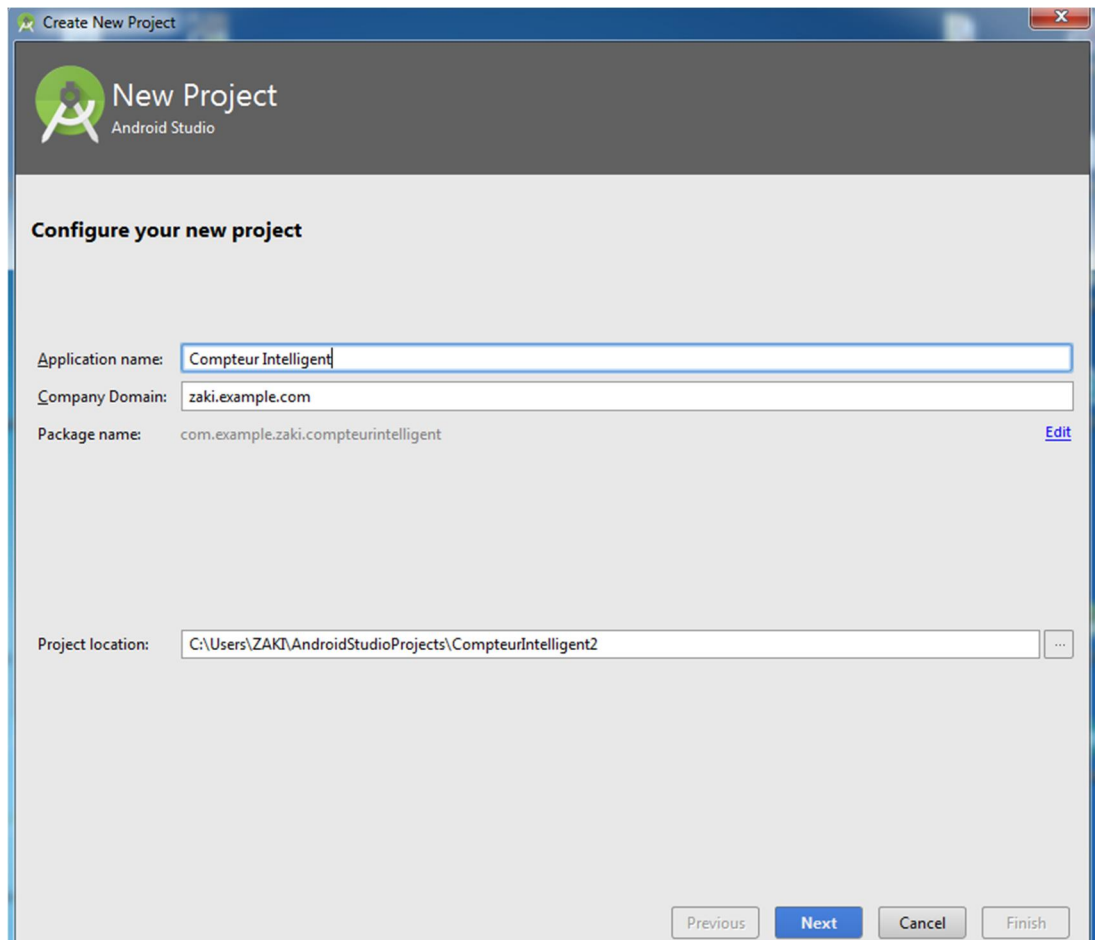 Create New Project
X
New Project
Android Studio
Configure your new project
Application name: Compteur Intelligent
Company Domain: zaki.example.com
Package name: com.example.zaki.compteurintelligent Edit
Project location: C:\Users\ZAKI\AndroidStudioProjects\CompteurIntelligent2 ...
Previous Next Cancel Finish